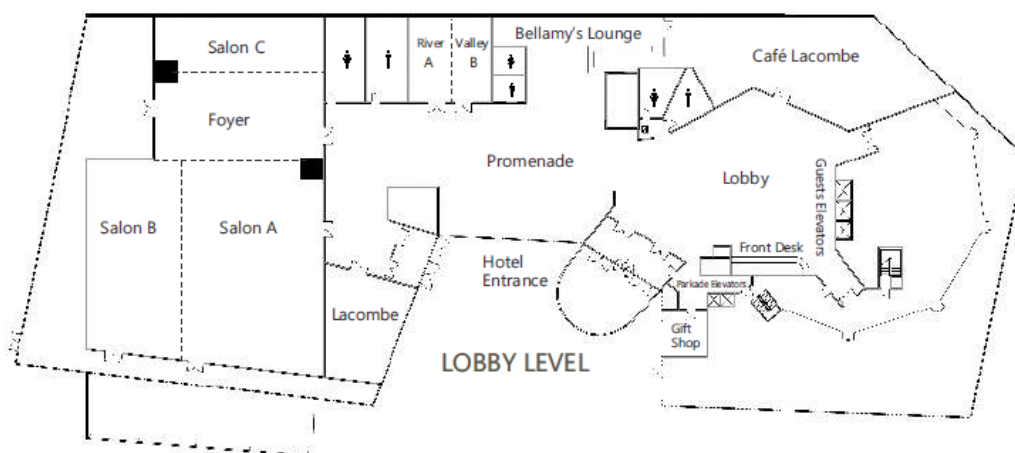 Bellamy's Lounge
Salon C
River
A
Valley
B
Café Lacombe
Foyer
Promenade
Lobby
Guests Elevators
Salon B
Salon A
Front Desk
Hotel
Entrance
Parkade Elevators
Lacombe
Gift
Shop
LOBBY LEVEL